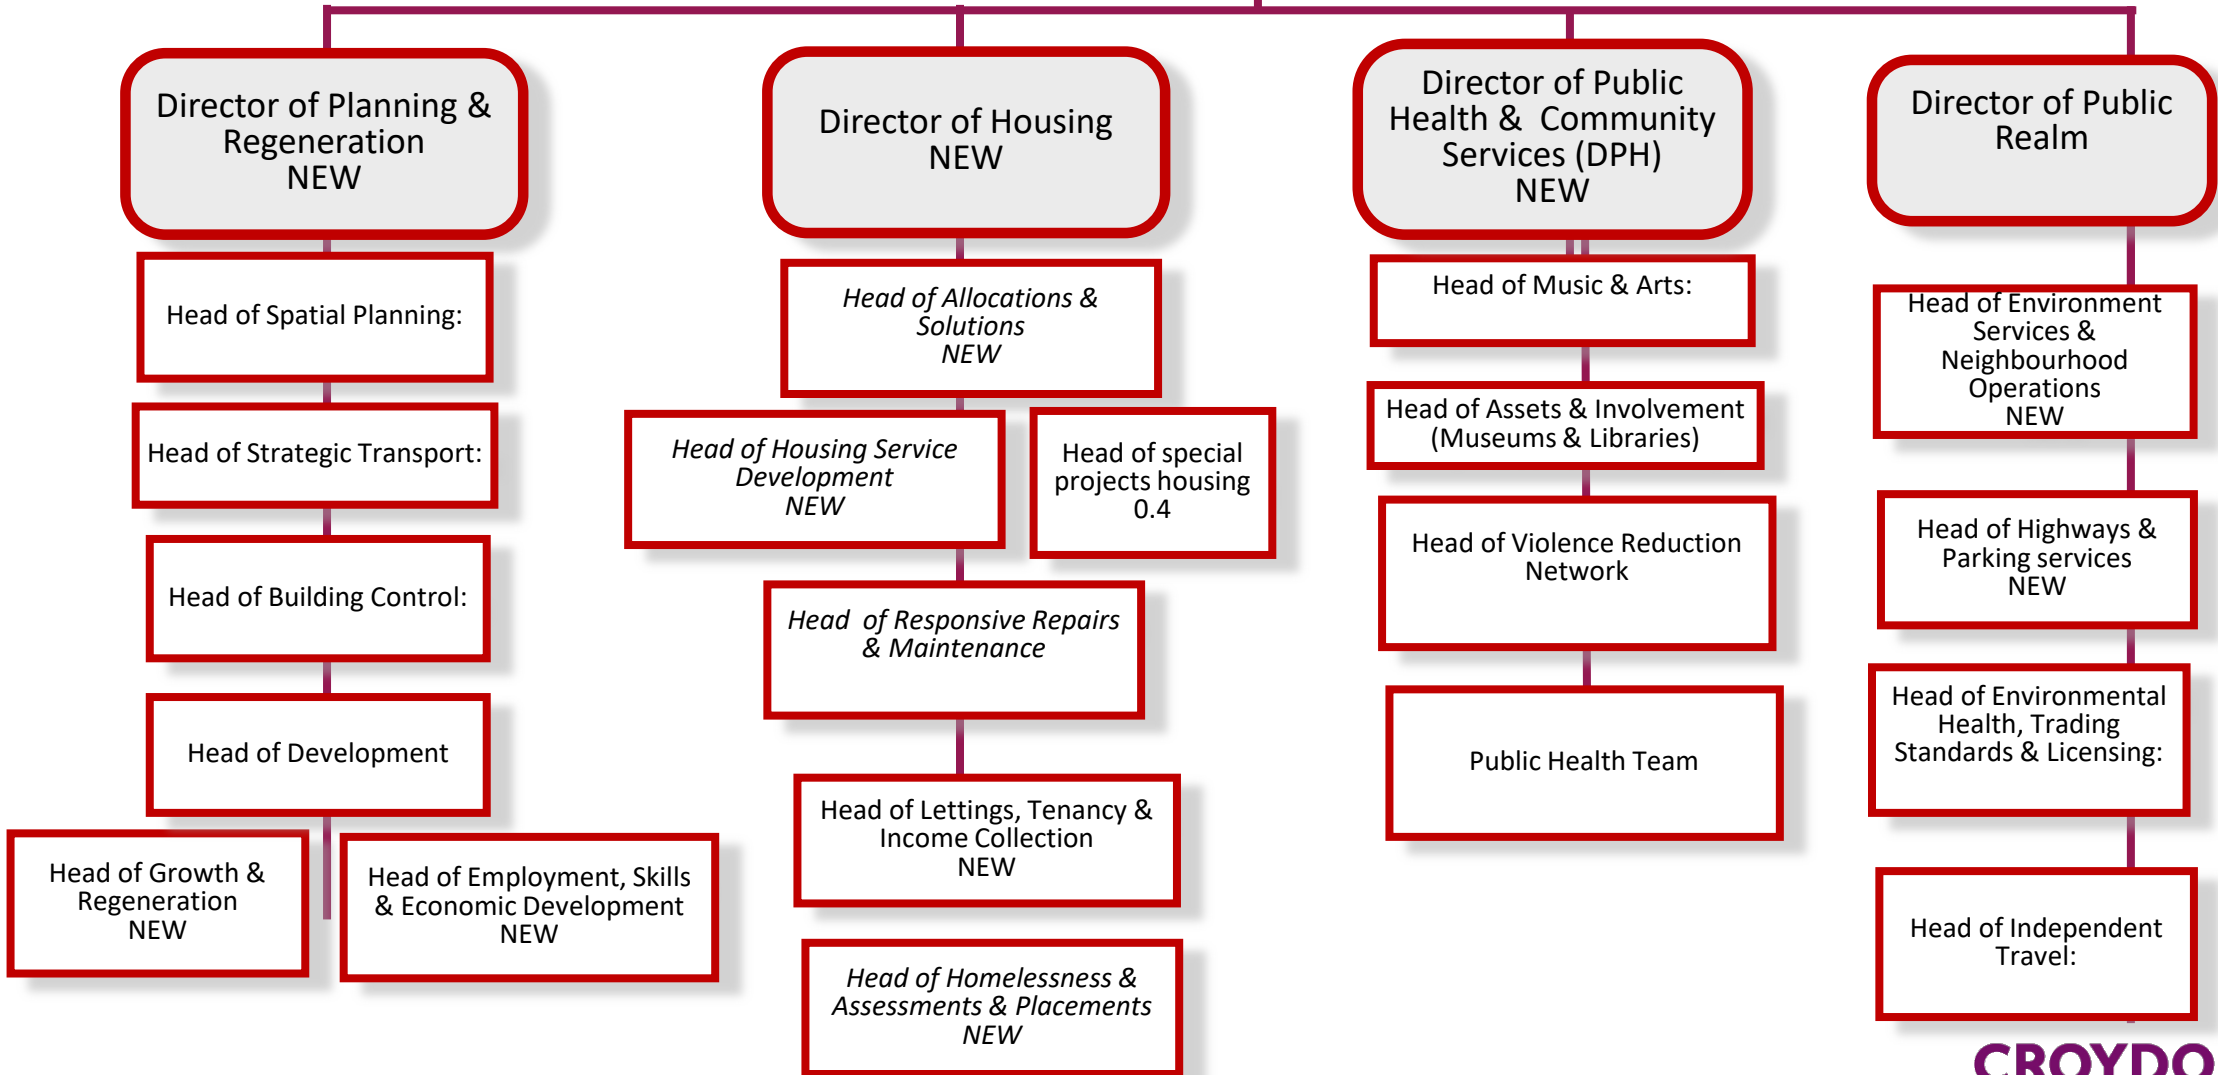 Director of Planning &
Regeneration
NEW
Head of Spatial Planning:
Head of Strategic Transport:
Head of Building Control:
Head of Development
Head of Growth &
Regeneration
NEW
Head of Employment, Skills
& Economic Development
NEW
Director of Housing
NEW
Head of Allocations &
Solutions
NEW
Head of Housing Service
Development
NEW
Head of special
projects housing
0.4
Head of Responsive Repairs
& Maintenance
Head of Lettings, Tenancy &
Income Collection
NEW
Head of Homelessness &
Assessments & Placements
NEW
Director of Public
Health & Community
Services (DPH)
NEW
Head of Music & Arts:
Head of Assets & Involvement
(Museums & Libraries)
Head of Violence Reduction
Network
Public Health Team
Director of Public
Realm
Head of Environment
Services &
Neighbourhood
Operations
NEW
Head of Highways &
Parking services
NEW
Head of Environmental
Health, Trading
Standards & Licensing:
Head of Independent
Travel:
CROYDO